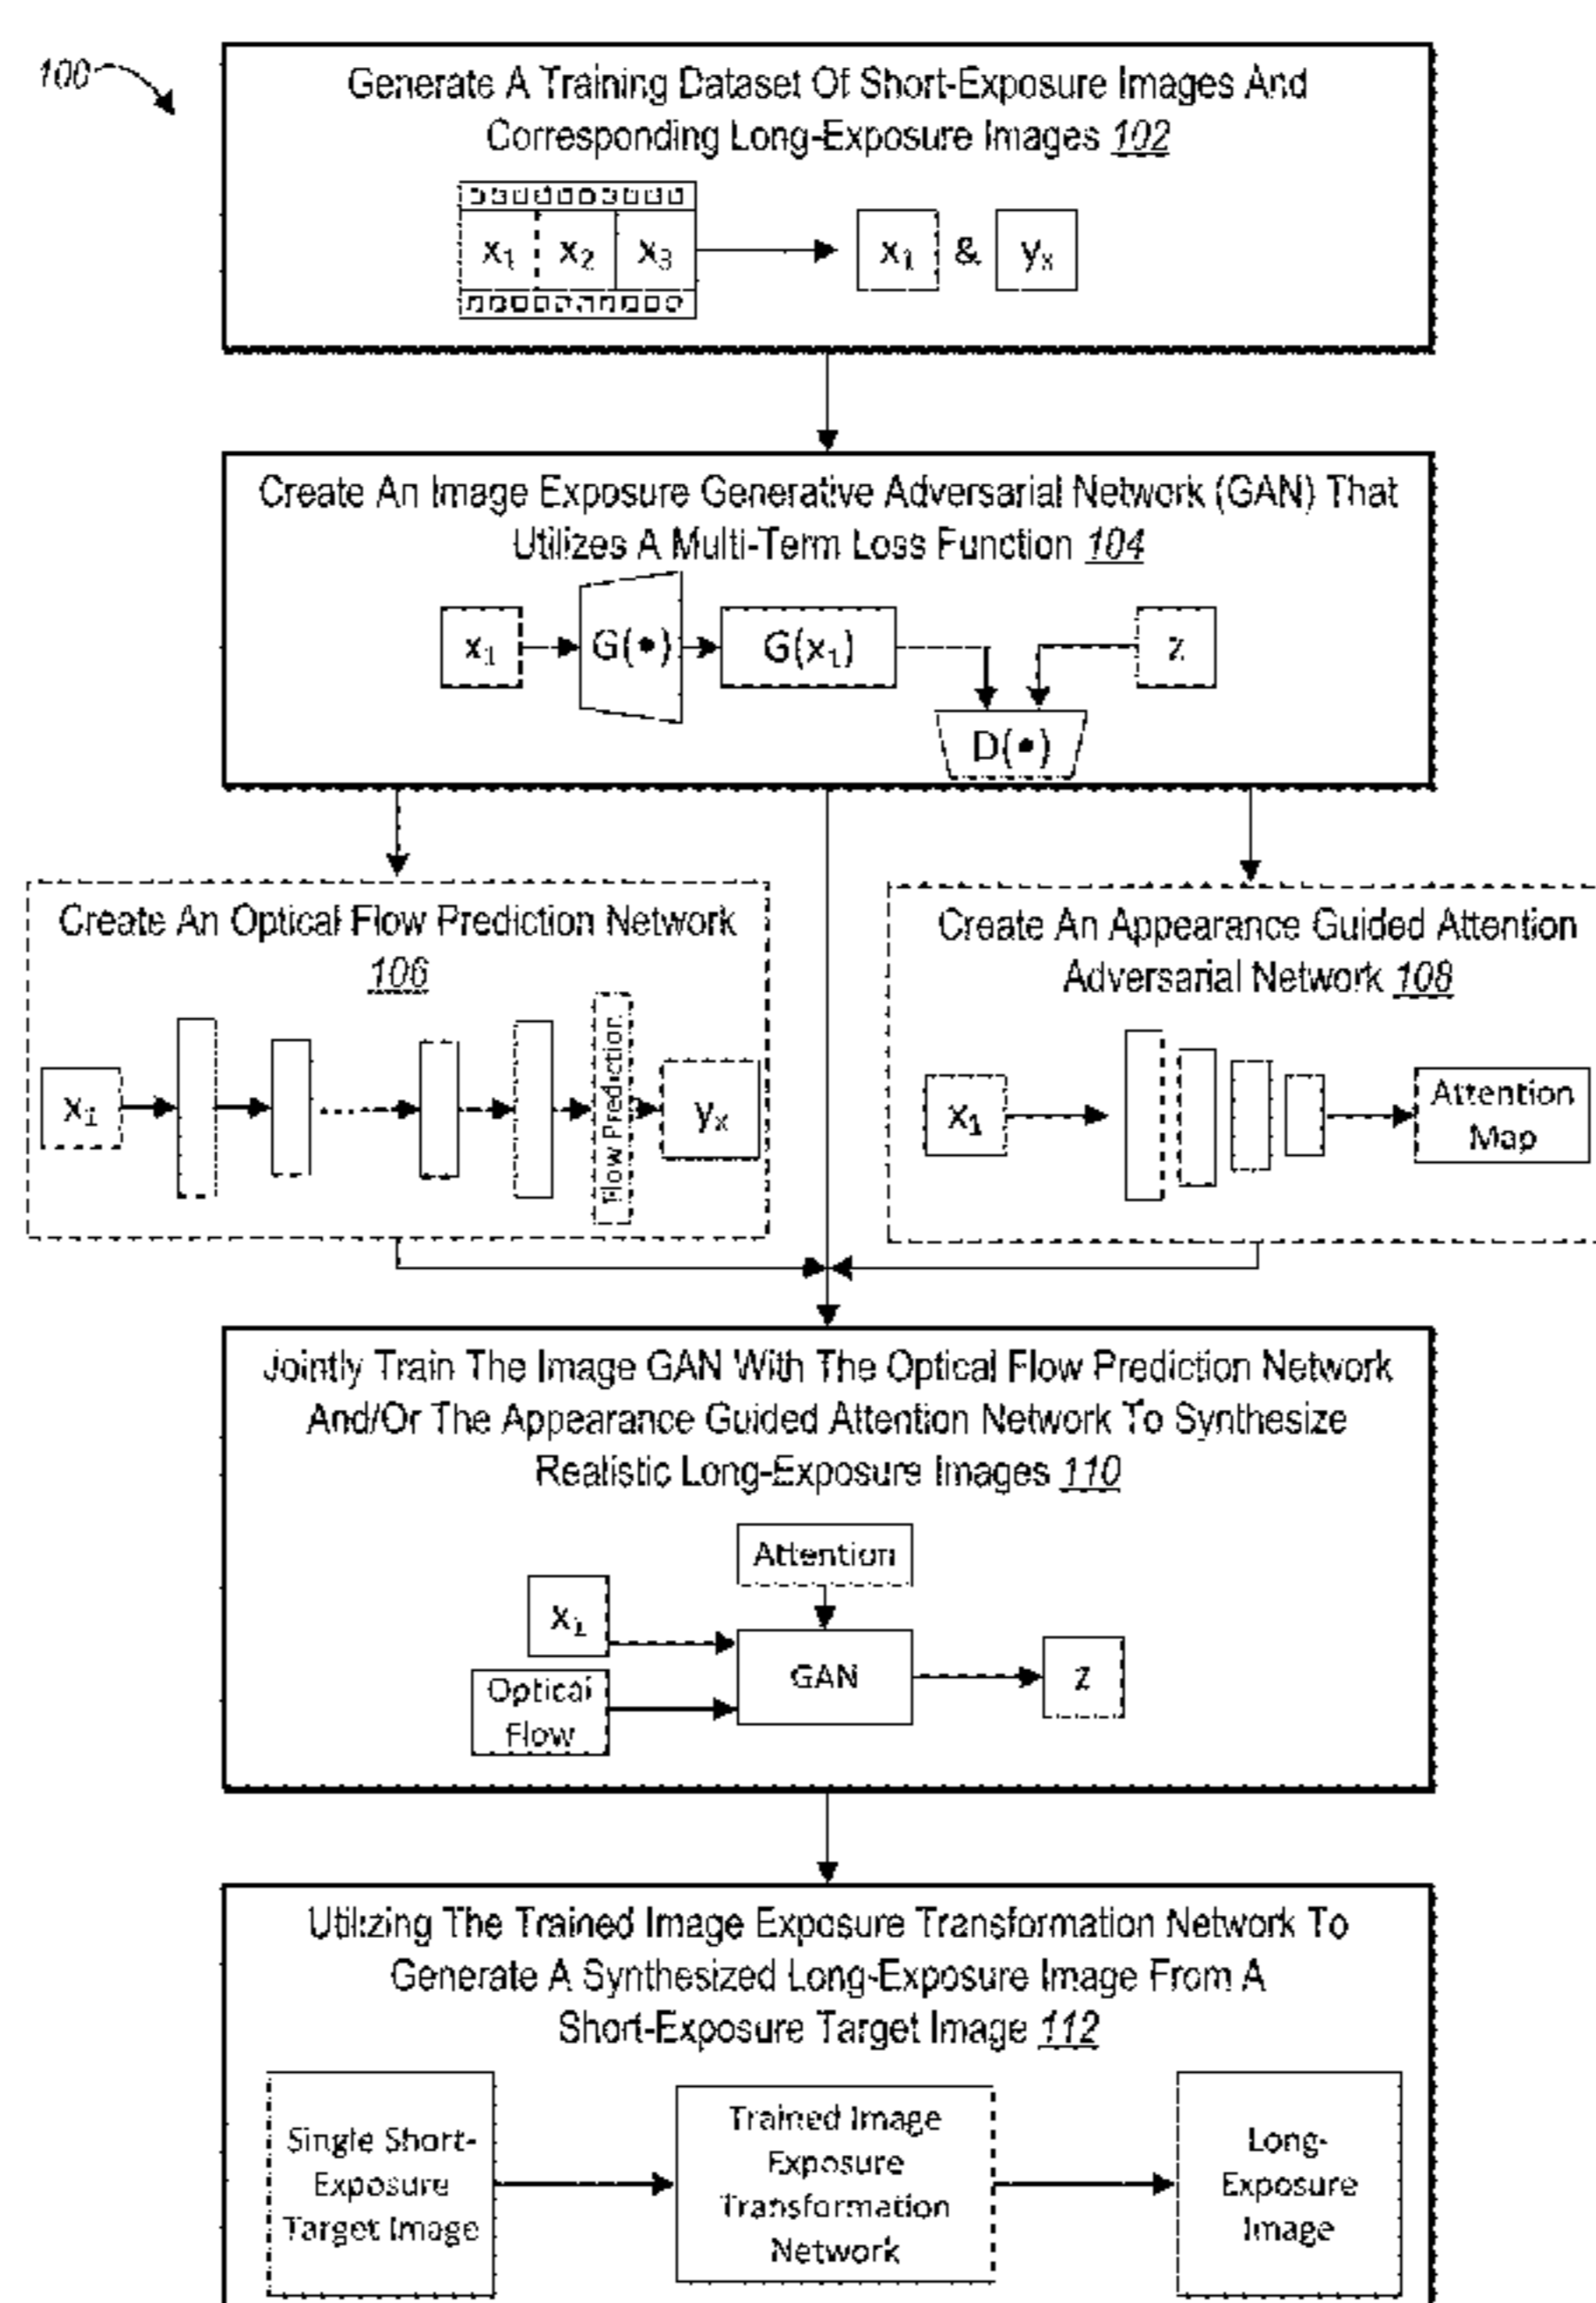 100
Generate A Training Dataset Of Short-Exposure Images And
Corresponding Long-Exposure Images 102
x₁ x₂ x₃ x₁ & yₓ
Create An Image Exposure Generative Adversarial Network (GAN) That
Utilizes A Multi-Term Loss Function 104
x₁ G(•) G(x₁) z
D(•)
Create An Optical Flow Prediction Network
106
x₁ Flow Prediction yₓ
Create An Appearance Guided Attention
Adversarial Network 108
x₁
Attention
Map
Jointly Train The Image GAN With The Optical Flow Prediction Network
And/Or The Appearance Guided Attention Network To Synthesize
Realistic Long-Exposure Images 110
Attention
x₁
GAN z
Optical
Flow
Utilizing The Trained Image Exposure Transformation Network To
Generate A Synthesized Long-Exposure Image From A
Short-Exposure Target Image 112
Single Short-
Exposure
Target Image
Trained Image
Exposure
Transformation
Network
Long-
Exposure
Image